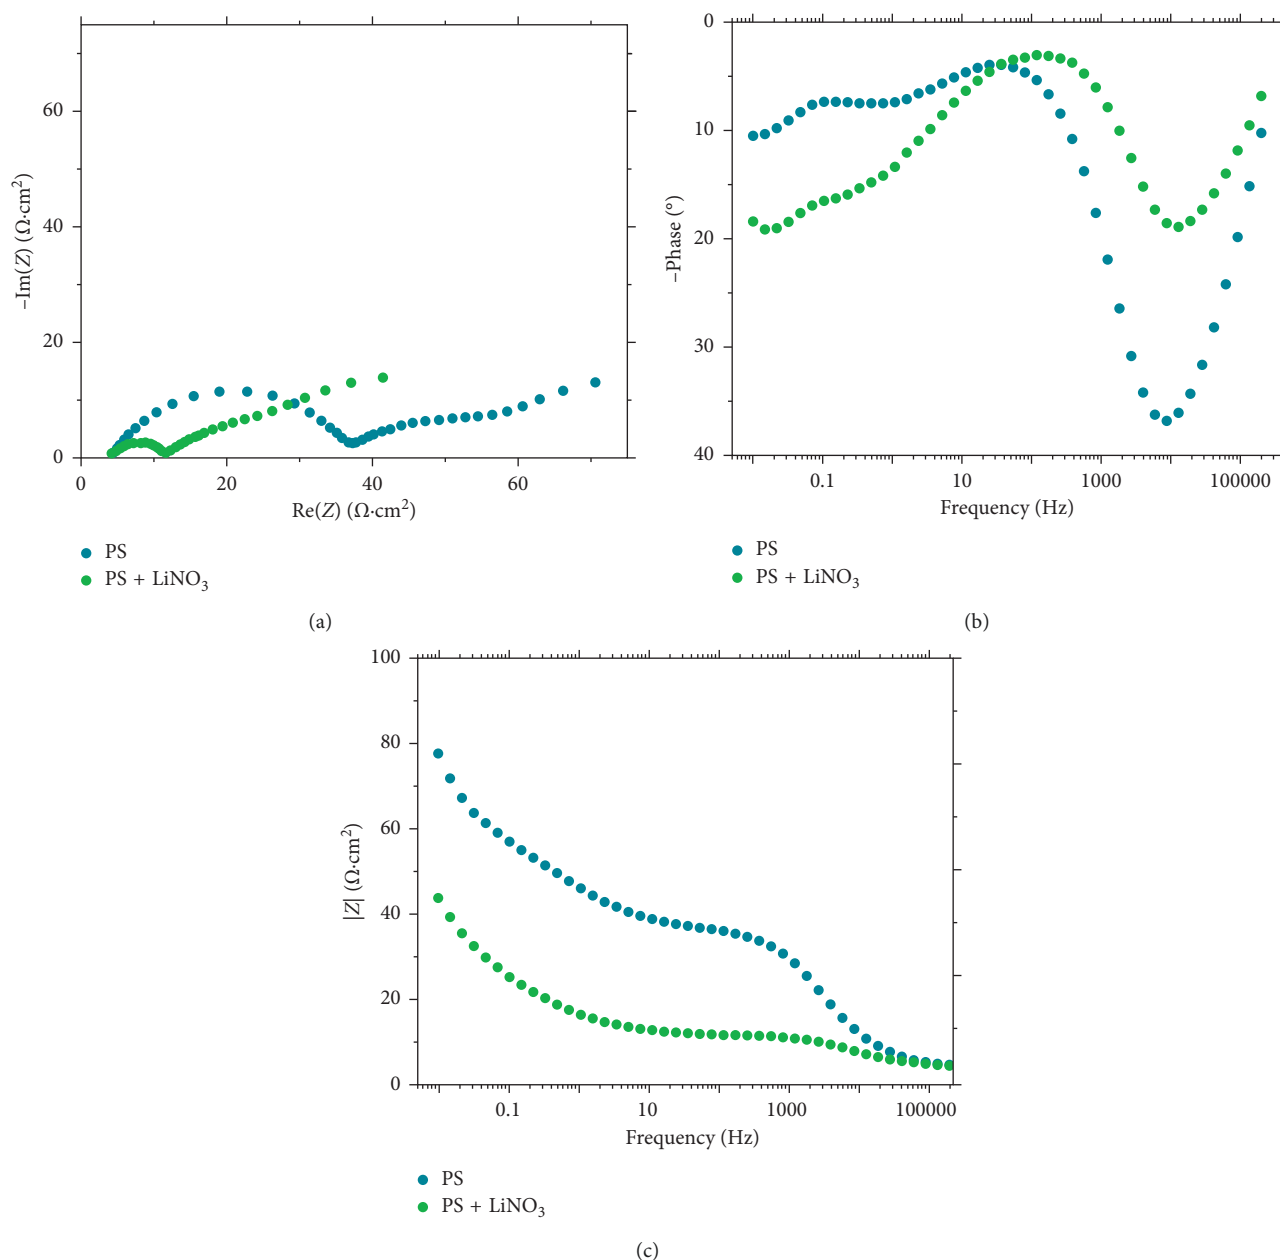 –Im(Z) (Ω·cm²)
60
40
20
0
0 20 40 60
Re(Z) (Ω·cm²)
PS
PS + LiNO₃
(a)
–Phase (°)
0
10
20
30
40
0.1 10 1000 100000
Frequency (Hz)
PS
PS + LiNO₃
(b)
|Z| (Ω·cm²)
100
80
60
40
20
0
0.1 10 1000 100000
Frequency (Hz)
PS
PS + LiNO₃
(c)